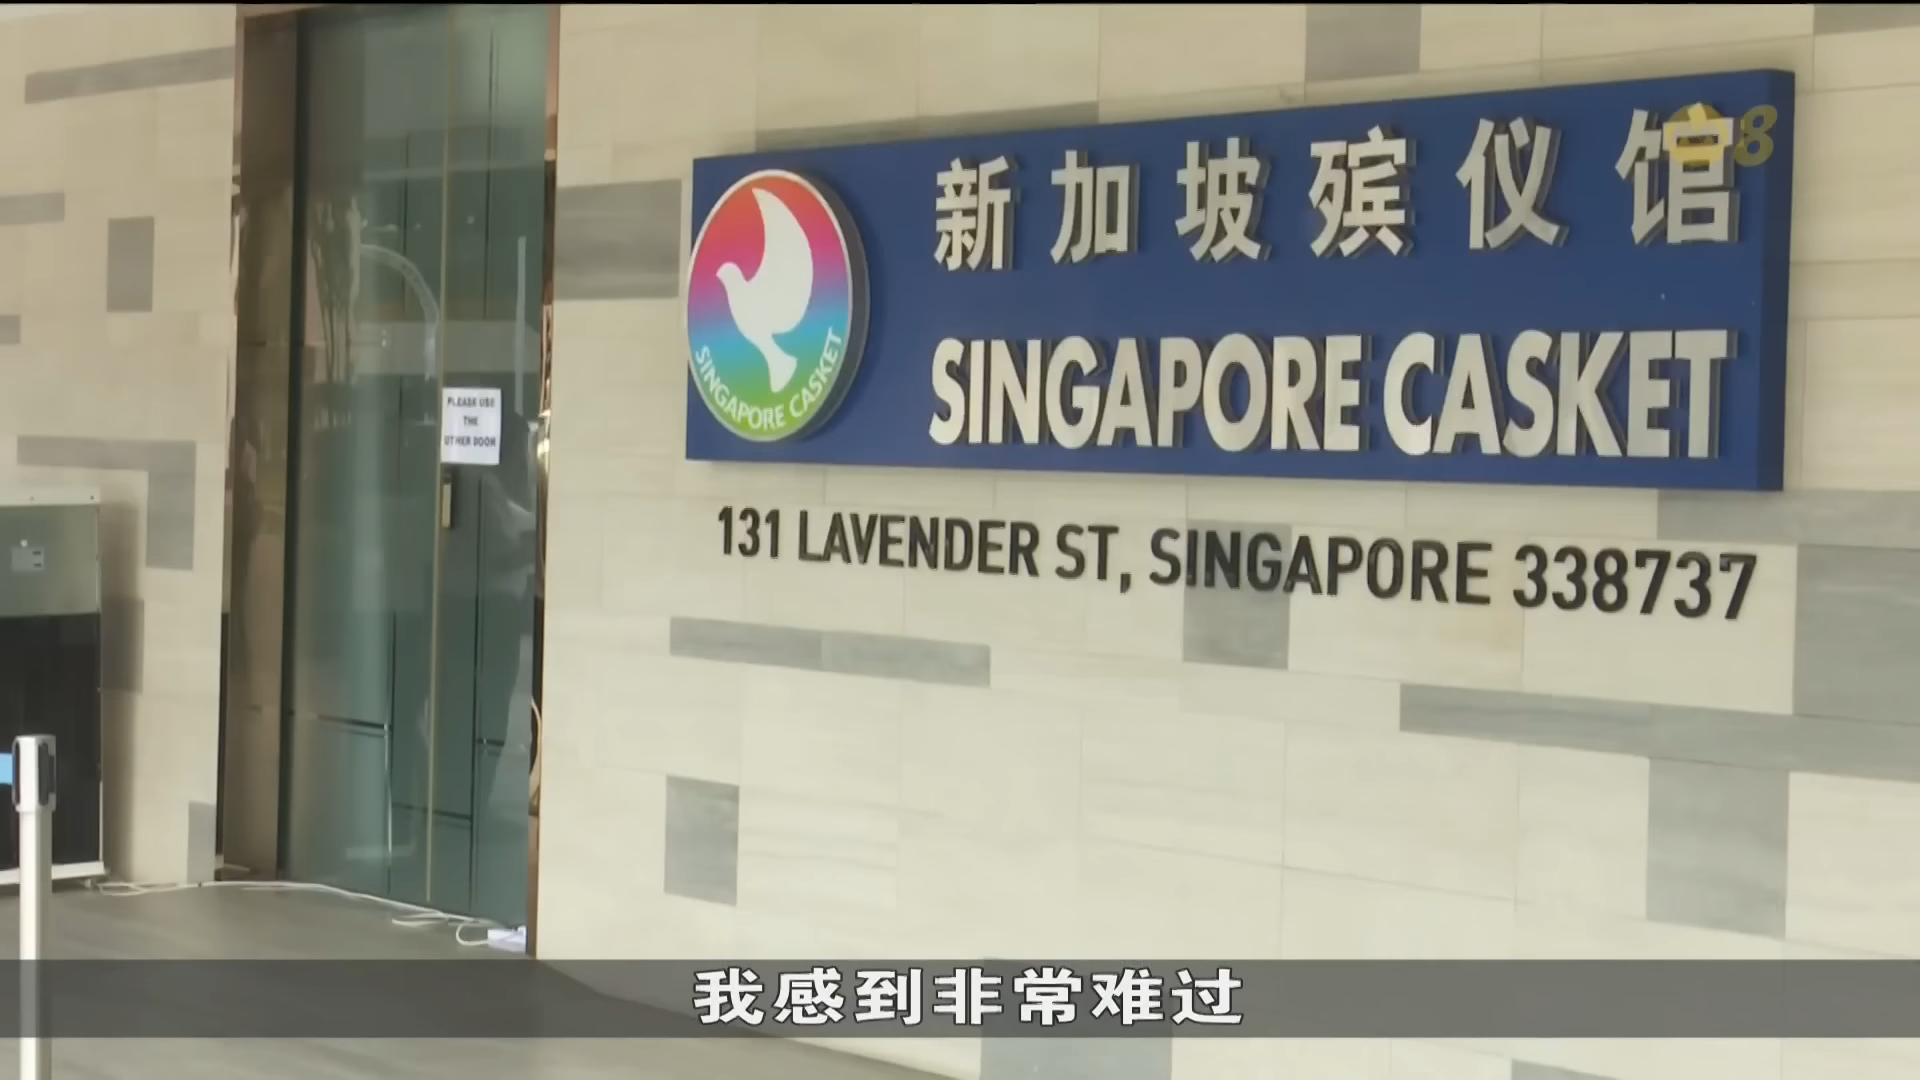 8
新加坡殡仪馆
SINGAPORE CASKET
SINGAPORE CASKET
131 LAVENDER ST, SINGAPORE 338737
PLEASE USE
THE
OTHER DOOR
我感到非常难过